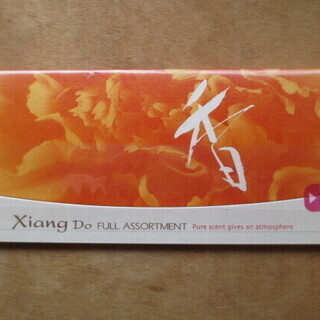 香
Xiang Do FULL ASSORTMENT Pure scent gives an atmosphere